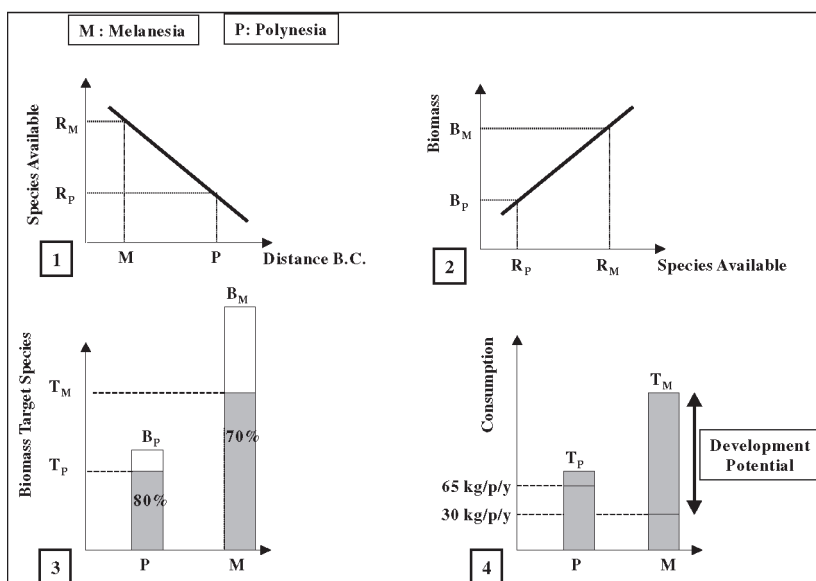 M : Melanesia
P: Polynesia
Species Available
R_M
R_P
M
P
Distance B.C.
1
Biomass
B_M
B_P
R_P
R_M
Species Available
2
Biomass Target Species
T_M
T_P
B_P
B_M
80%
70%
P
M
3
Consumption
T_P
T_M
65 kg/p/y
30 kg/p/y
Development
Potential
P
M
4